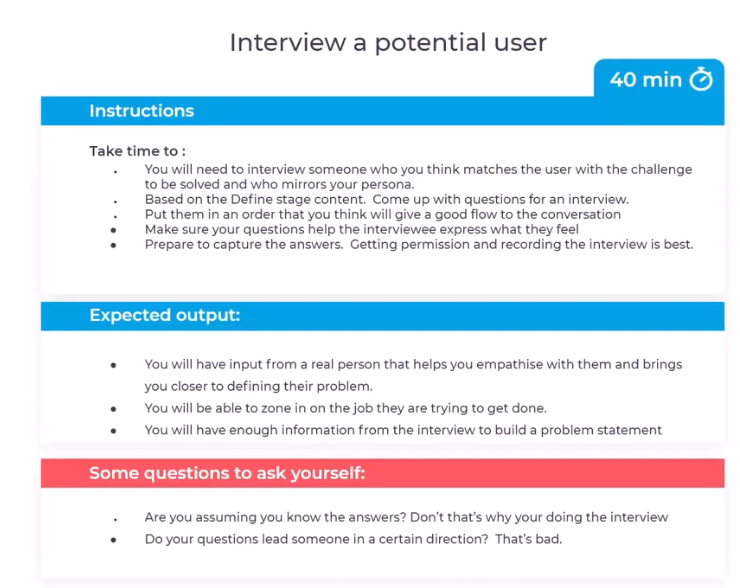 Interview a potential user
40 min
Instructions
Take time to :
• You will need to interview someone who you think matches the user with the challenge
to be solved and who mirrors your persona.
• Based on the Define stage content.  Come up with questions for an interview.
• Put them in an order that you think will give a good flow to the conversation
• Make sure your questions help the interviewee express what they feel
• Prepare to capture the answers.  Getting permission and recording the interview is best.
Expected output:
• You will have input from a real person that helps you empathise with them and brings
you closer to defining their problem.
• You will be able to zone in on the job they are trying to get done.
• You will have enough information from the interview to build a problem statement
Some questions to ask yourself:
• Are you assuming you know the answers? Don't that's why your doing the interview
• Do your questions lead someone in a certain direction?  That's bad.